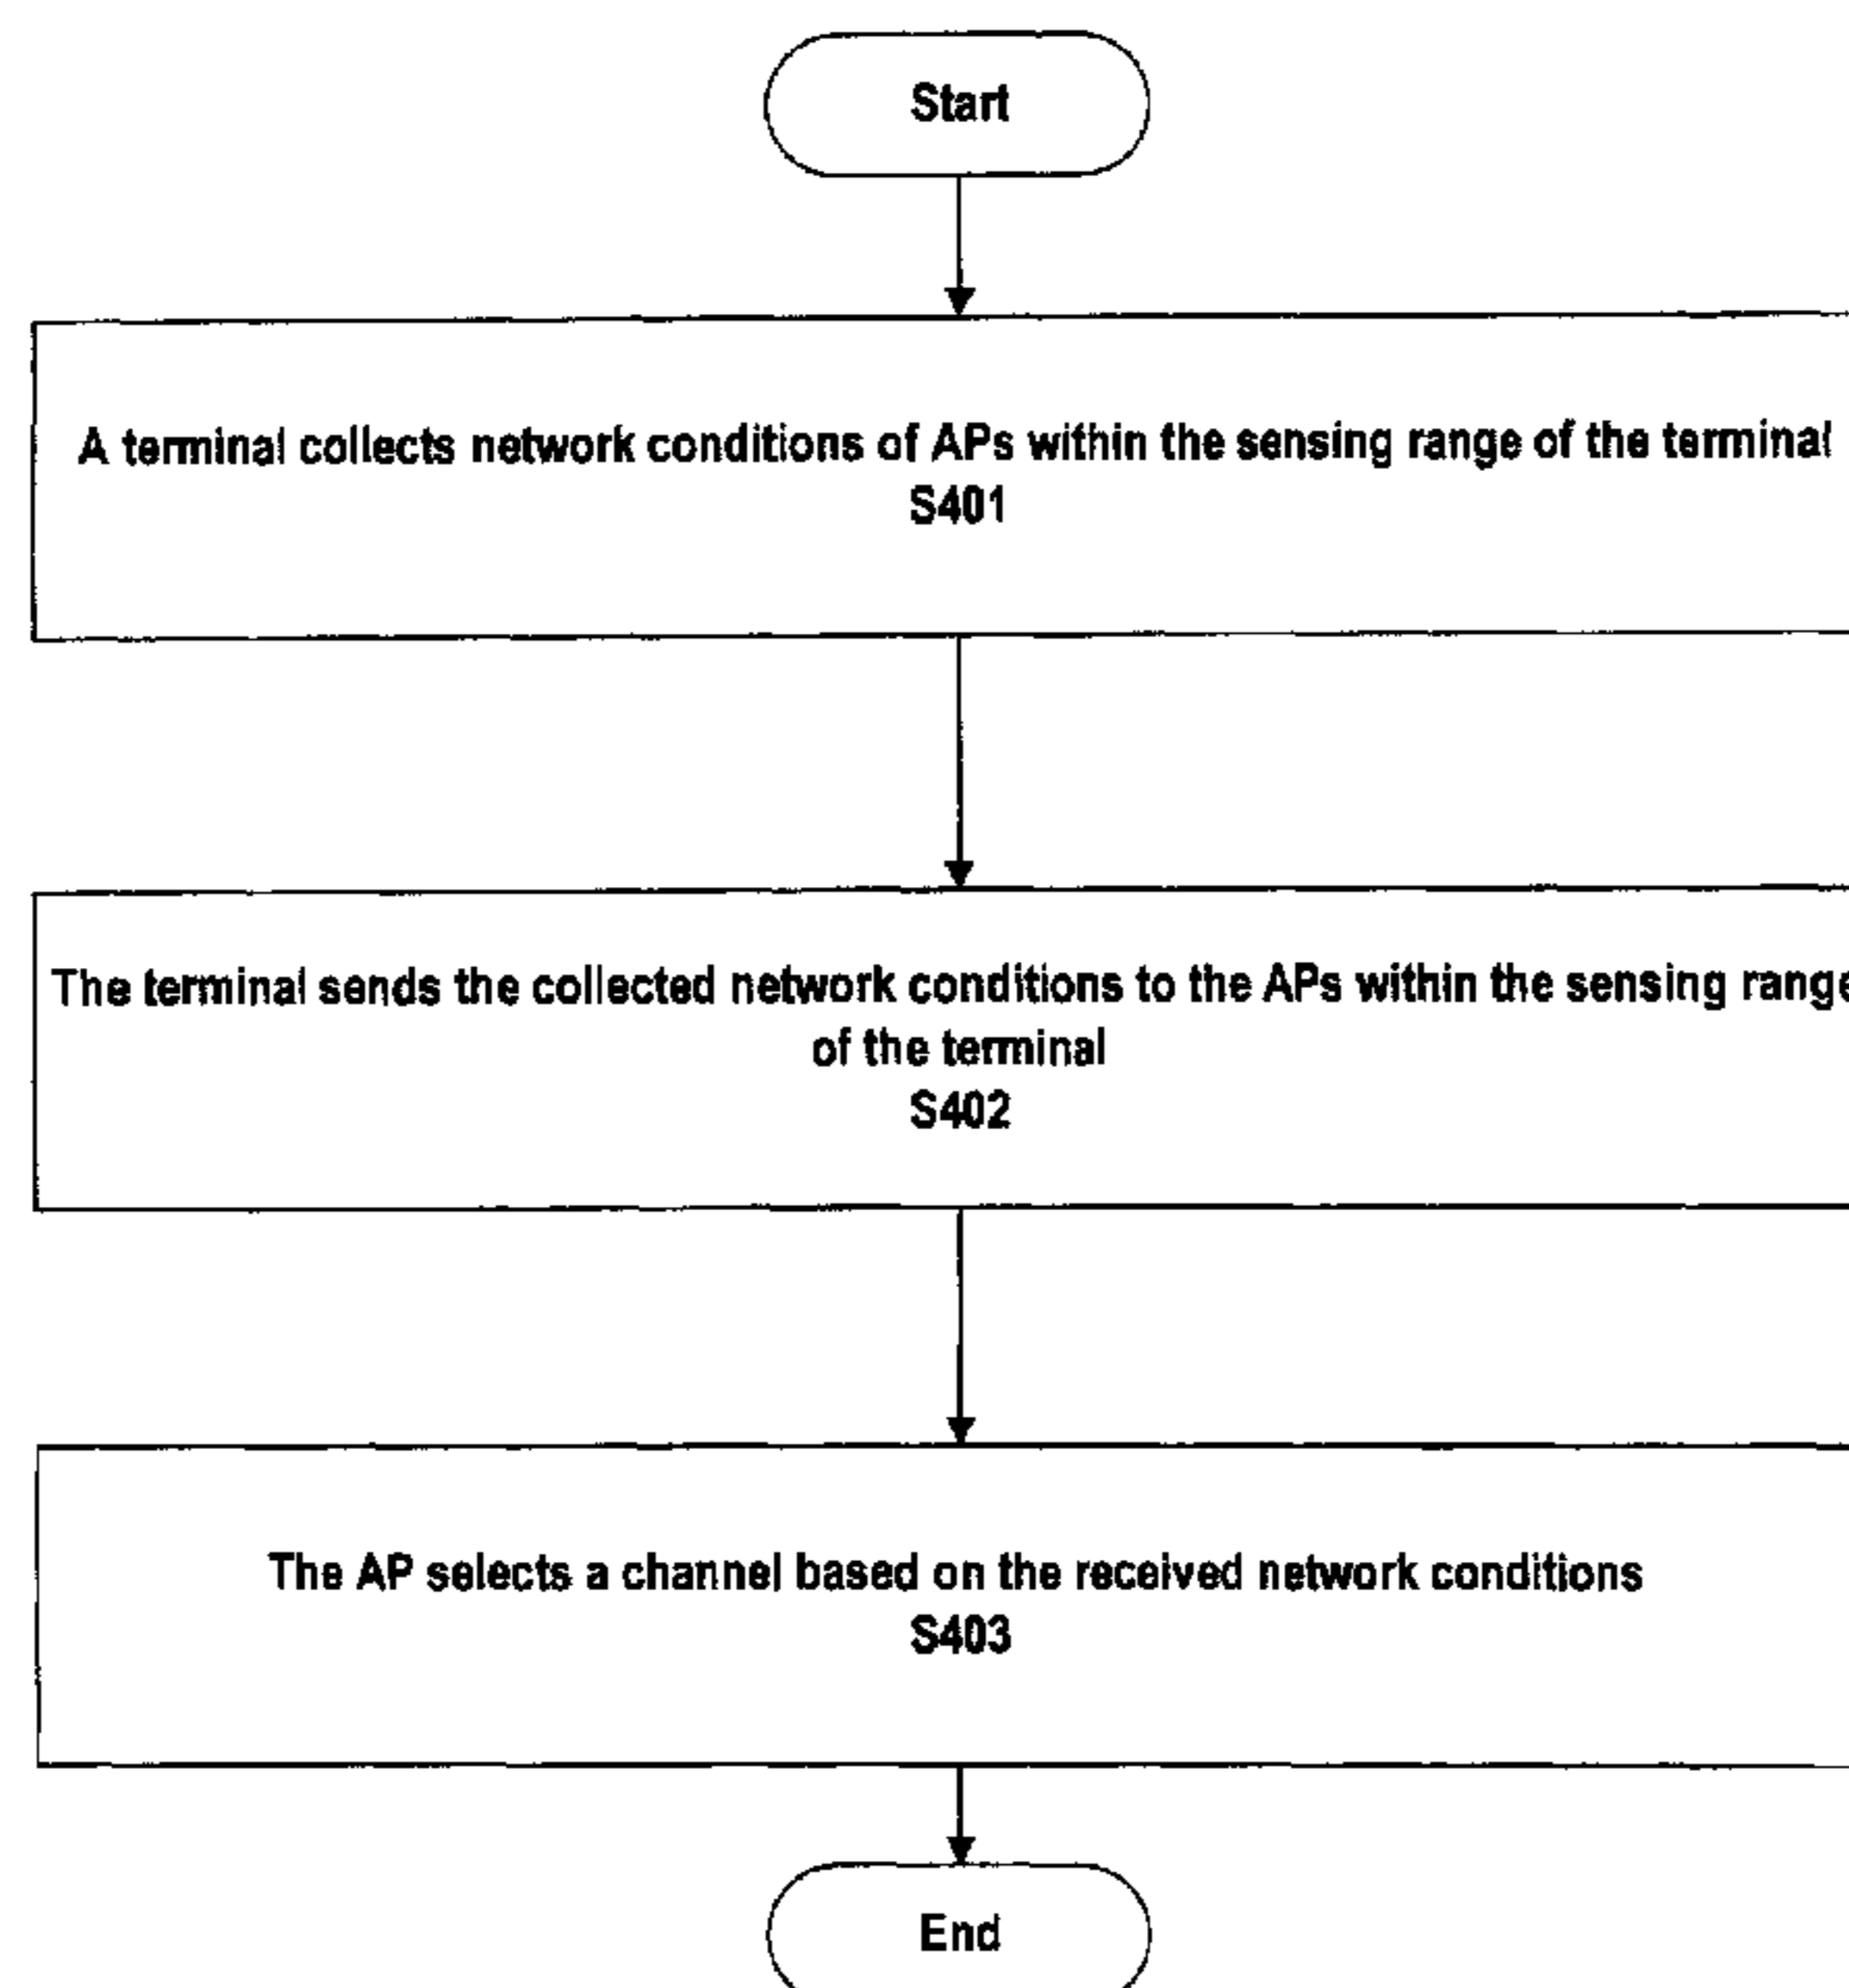 Start
A terminal collects network conditions of APs within the sensing range of the terminal
S401
The terminal sends the collected network conditions to the APs within the sensing range
of the terminal
S402
The AP selects a channel based on the received network conditions
S403
End